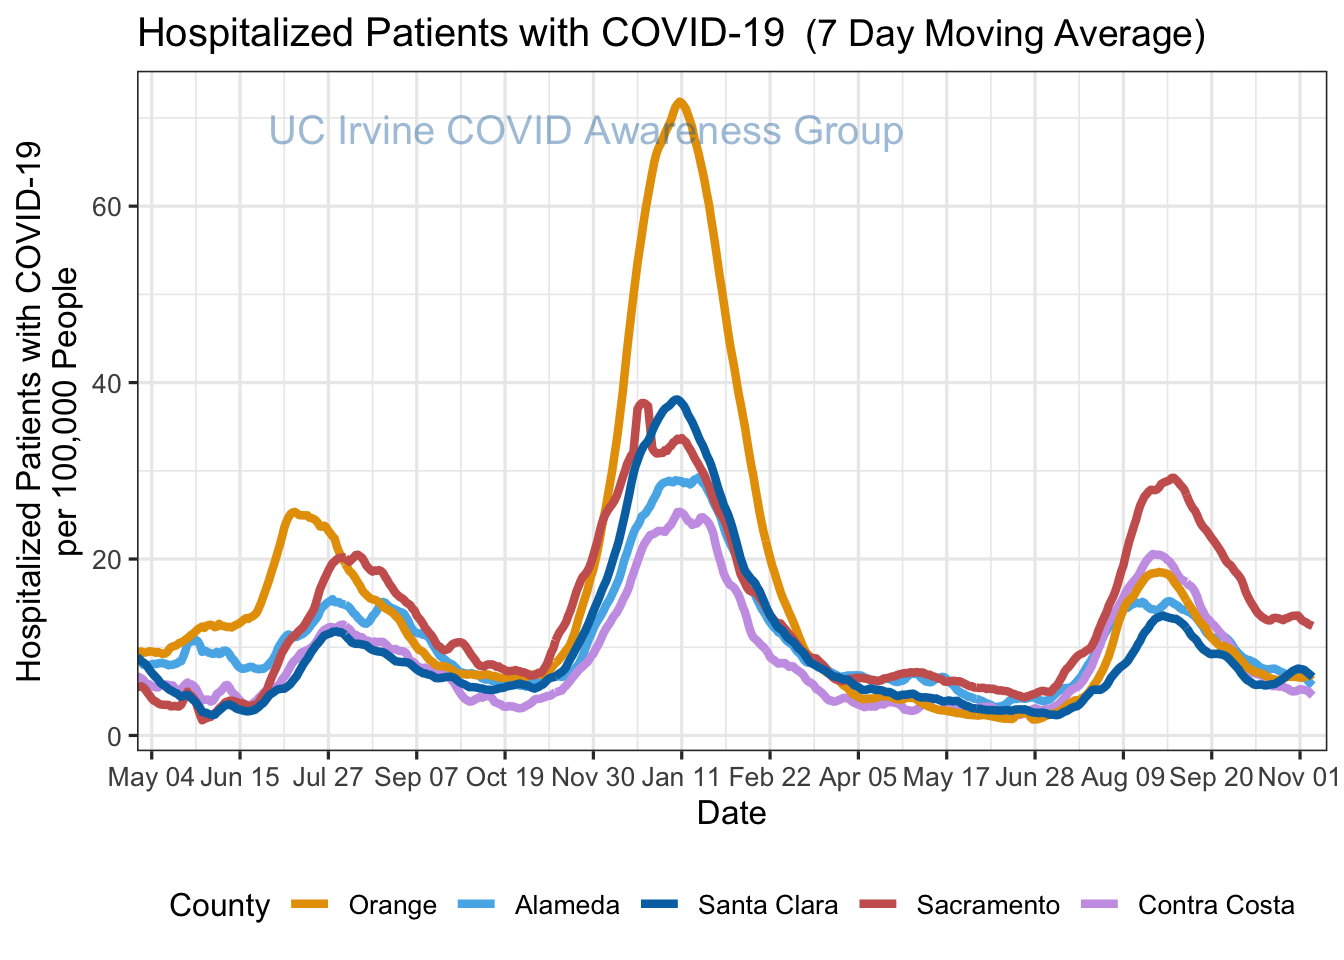 Hospitalized Patients with COVID-19 (7 Day Moving Average)
UC Irvine COVID Awareness Group
Hospitalized Patients with COVID-19
per 100,000 People
60
40
20
0
May 04 Jun 15 Jul 27 Sep 07 Oct 19 Nov 30 Jan 11 Feb 22 Apr 05 May 17 Jun 28 Aug 09 Sep 20 Nov 01
Date
County Orange Alameda Santa Clara Sacramento Contra Costa